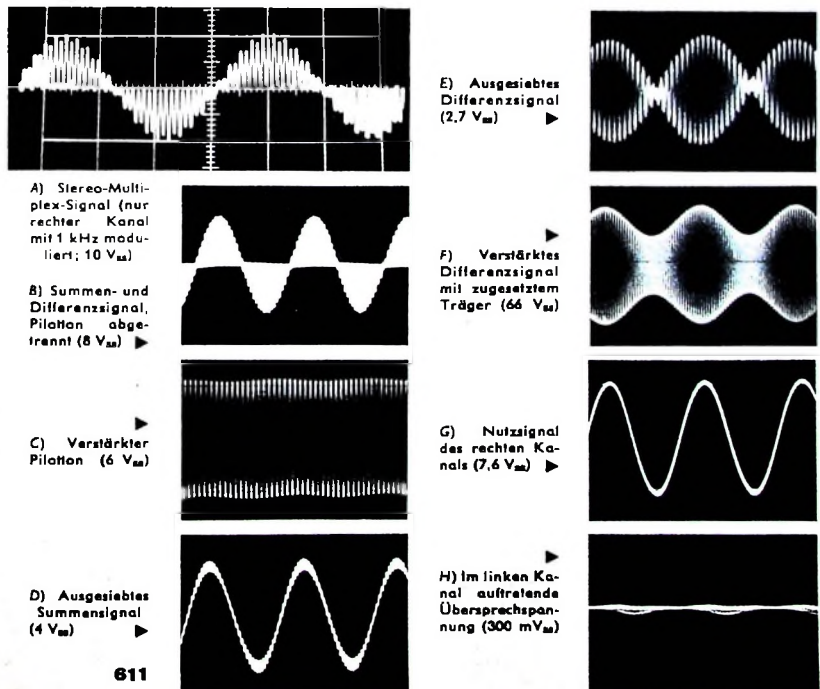 A) Stereo-Multi-
plex-Signal (nur
rechter Kanal
mit 1 kHz modu-
liert; 10 Vss)
B) Summen- und
Differenzsignal,
Pilotton abge-
trennt (8 Vss) ►
►
C) Verstärkter
Pilotton (6 Vss)
D) Ausgesiebtes
Summensignal
(4 Vss) ►
611
E) Ausgesiebtes
Differenzsignal
(2,7 Vss) ►
►
F) Verstärktes
Differenzsignal
mit zugesetztem
Träger (66 Vss)
G) Nutzsignal
des rechten Ka-
nals (7,6 Vss) ►
►
H) Im linken Ka-
nal auftretende
Übersprechspan-
nung (300 mVss)